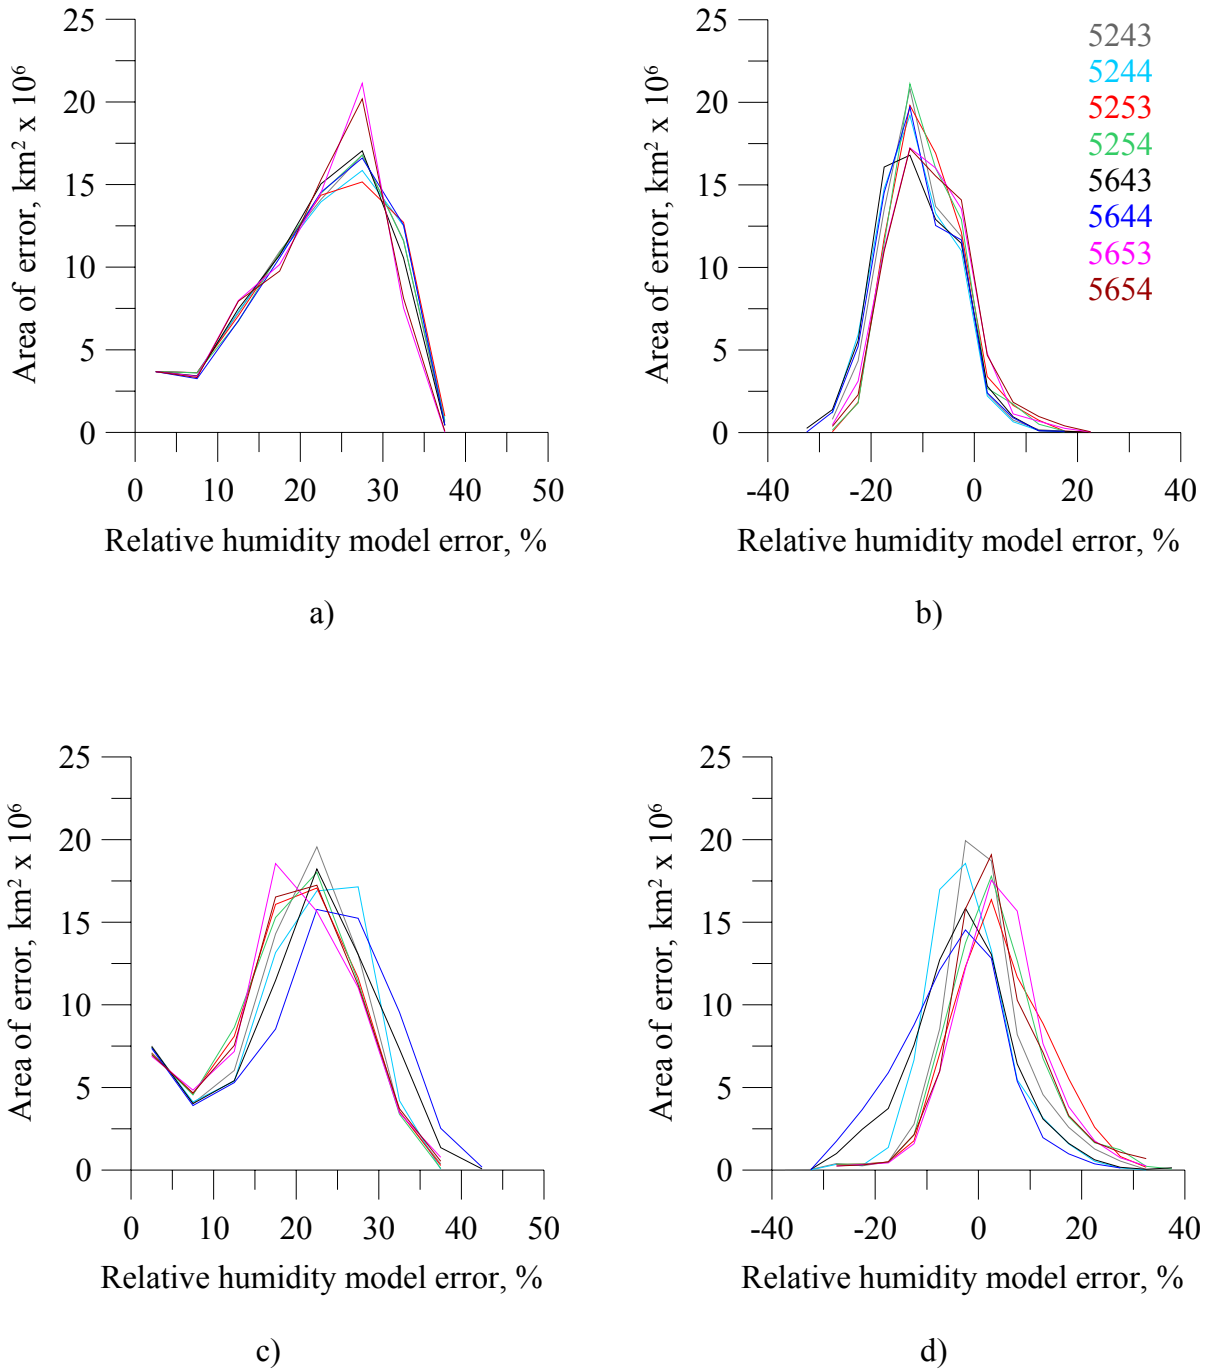 25
20
15
10
5
0
Area of error, km² x 10⁶
0 10 20 30 40 50
Relative humidity model error, %
a)
25
20
15
10
5
0
Area of error, km² x 10⁶
-40 -20 0 20 40
Relative humidity model error, %
b)
5243
5244
5253
5254
5643
5644
5653
5654
25
20
15
10
5
0
Area of error, km² x 10⁶
0 10 20 30 40 50
Relative humidity model error, %
c)
25
20
15
10
5
0
Area of error, km² x 10⁶
-40 -20 0 20 40
Relative humidity model error, %
d)